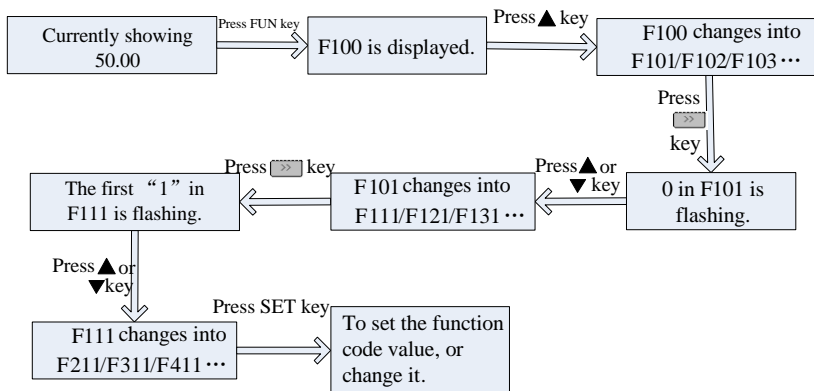 Currently showing
50.00
Press FUN key
F100 is displayed.
Press ▲ key
F100 changes into
F101/F102/F103 ···
Press
>>
key
0 in F101 is
flashing.
Press ▲ or
▼ key
F101 changes into
F111/F121/F131 ···
Press >> key
The first “1” in
F111 is flashing.
Press ▲ or
▼ key
F111 changes into
F211/F311/F411 ···
Press SET key
To set the function
code value, or
change it.